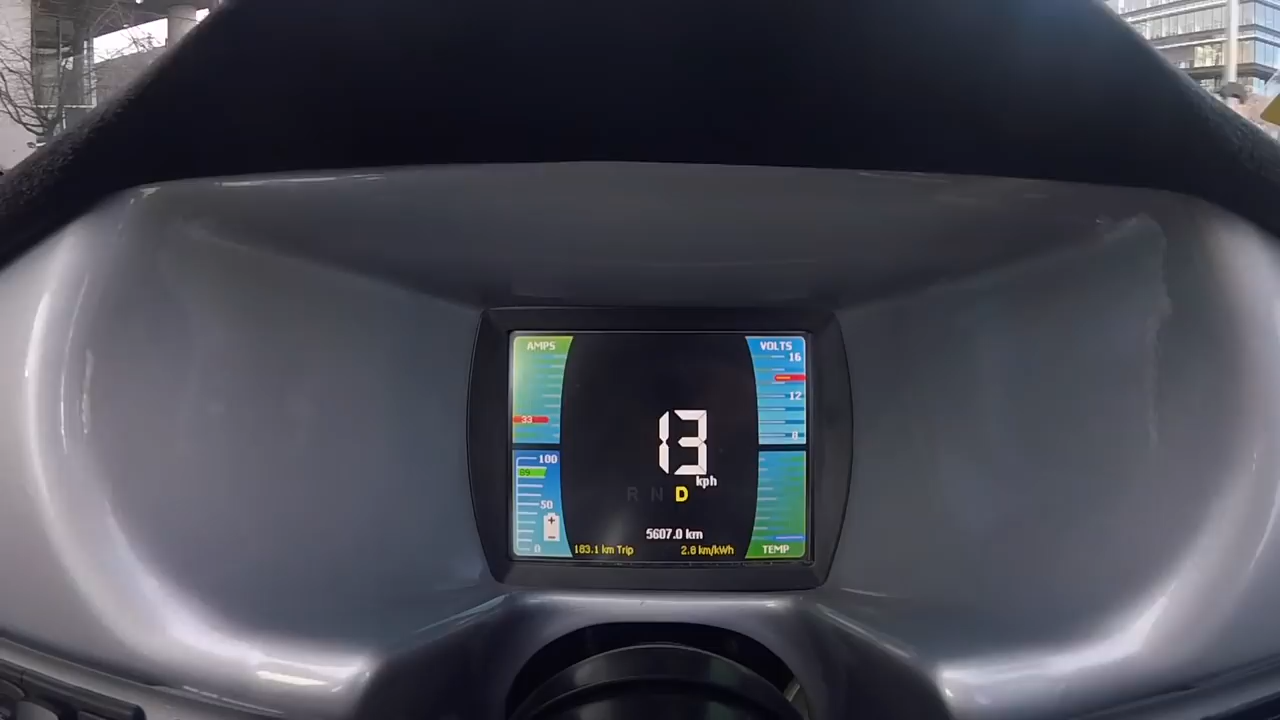 AMPS
VOLTS
16
12
33
8
13
kph
100
89
50
0
R N D
5607.0 km
183.1 km Trip
2.8 km/kWh
TEMP